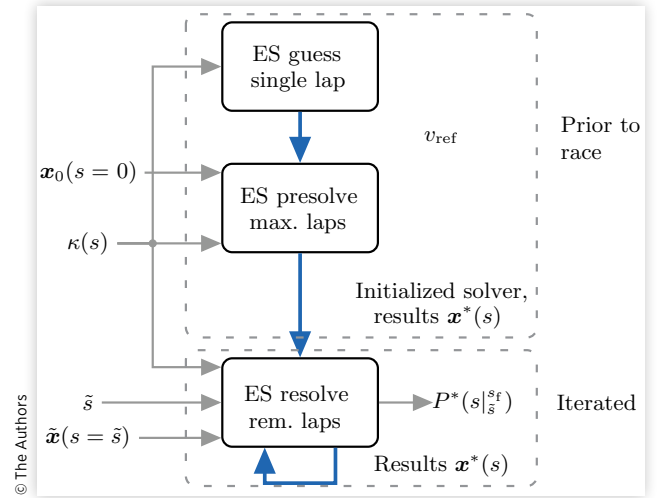 ES guess
single lap
v_ref
Prior to
race
x₀(s = 0)
ES presolve
max. laps
κ(s)
Initialized solver,
results x*(s)
ES resolve
rem. laps
s̃
P*(s|_s̃^s_f)
Iterated
x̃(s = s̃)
Results x*(s)
© The Authors